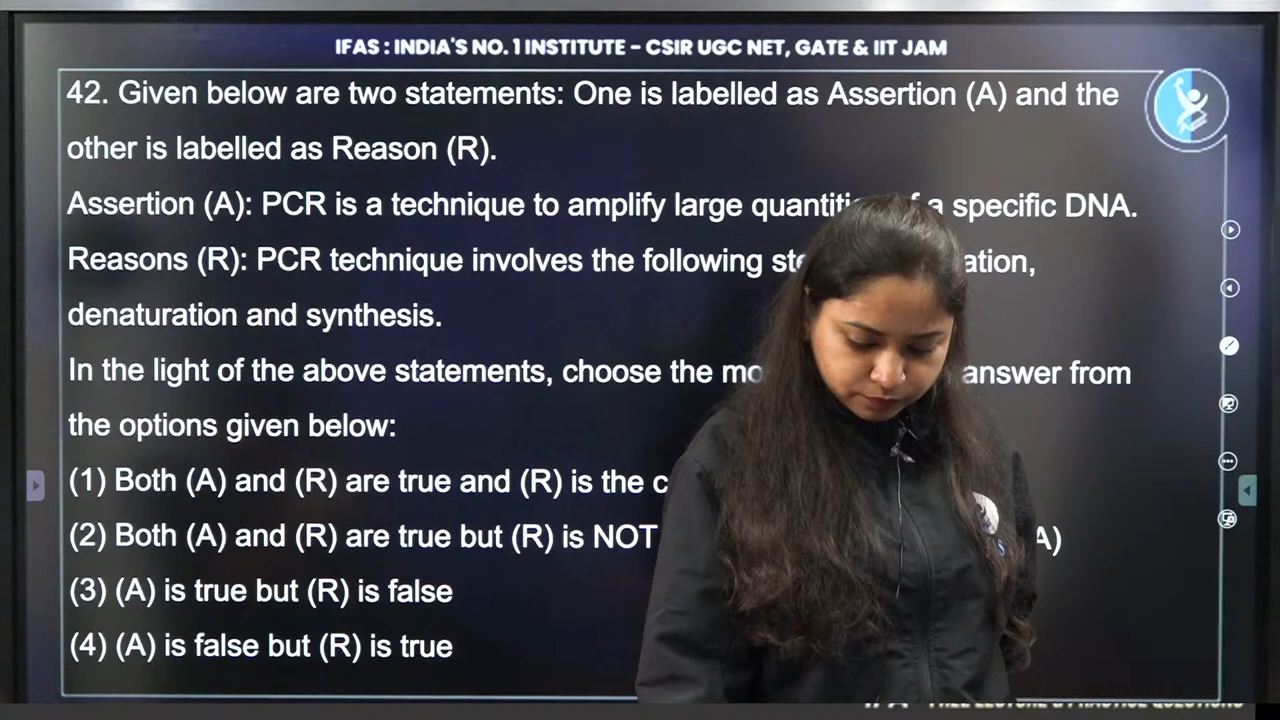 IFAS : INDIA'S NO. 1 INSTITUTE – CSIR UGC NET, GATE & IIT JAM
42. Given below are two statements: One is labelled as Assertion (A) and the
other is labelled as Reason (R).
Assertion (A): PCR is a technique to amplify large a specific DNA.
Reasons (R): PCR technique involves the following
denaturation and synthesis.
In the light of the above statements, choose the answer from
the options given below:
(1) Both (A) and (R) are true and (R) is the
(2) Both (A) and (R) are true but (R) is NOT
(3) (A) is true but (R) is false
(4) (A) is false but (R) is true